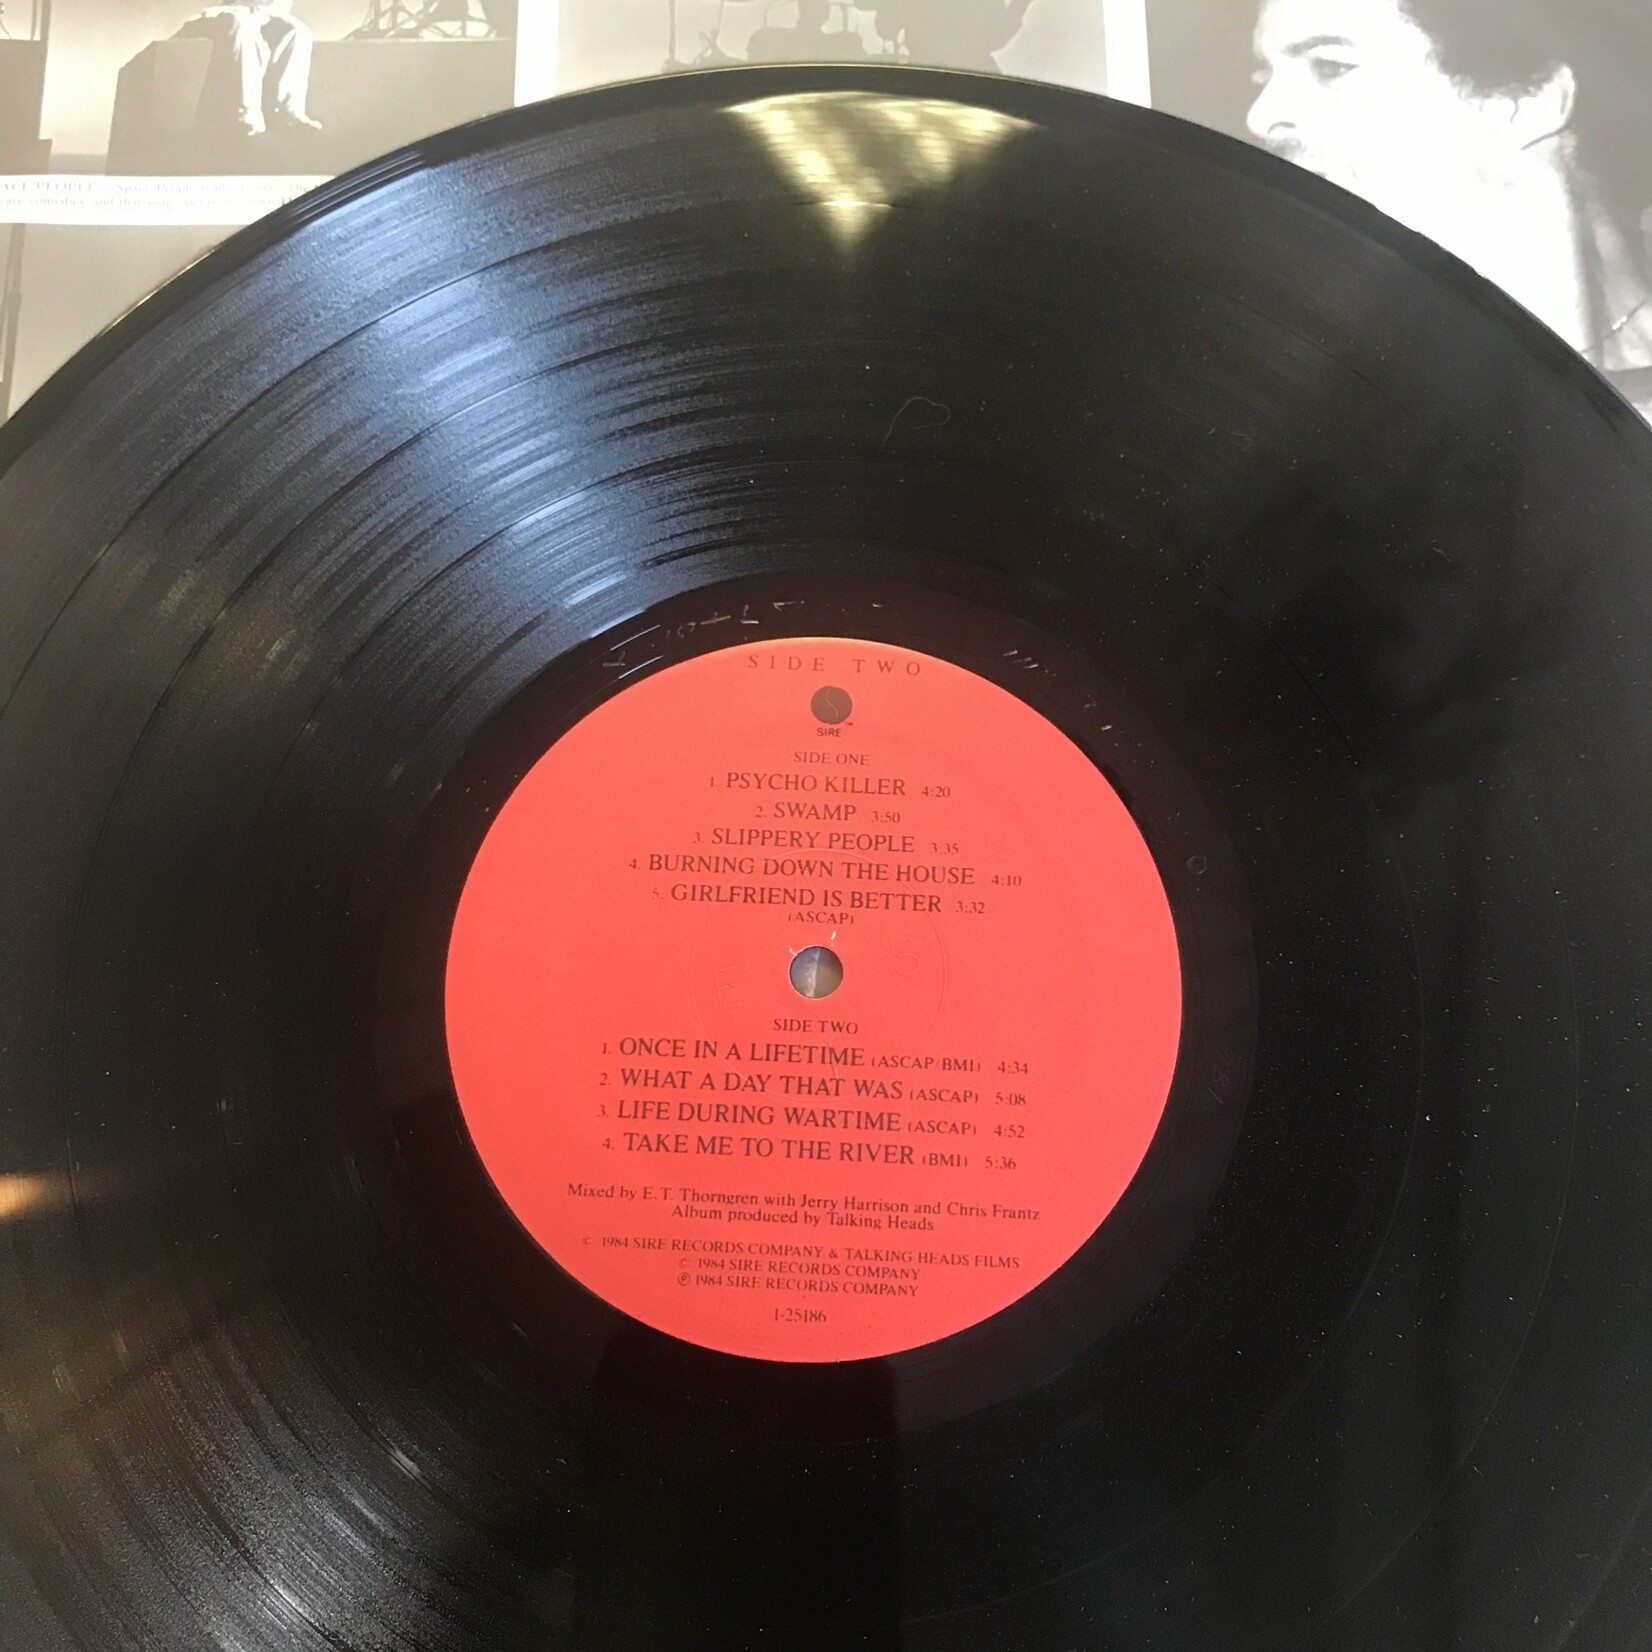 SIDE TWO
SIRE
SIDE ONE
1. PSYCHO KILLER 4:20
2. SWAMP 3:50
3. SLIPPERY PEOPLE 3:35
4. BURNING DOWN THE HOUSE 4:10
5. GIRLFRIEND IS BETTER 3:32
(ASCAP)
SIDE TWO
1. ONCE IN A LIFETIME (ASCAP/BMI) 4:34
2. WHAT A DAY THAT WAS (ASCAP) 5:08
3. LIFE DURING WARTIME (ASCAP) 4:52
4. TAKE ME TO THE RIVER (BMI) 5:36
Mixed by E.T. Thorngren with Jerry Harrison and Chris Frantz
Album produced by Talking Heads
© 1984 SIRE RECORDS COMPANY & TALKING HEADS FILMS
© 1984 SIRE RECORDS COMPANY
℗ 1984 SIRE RECORDS COMPANY
1-25186